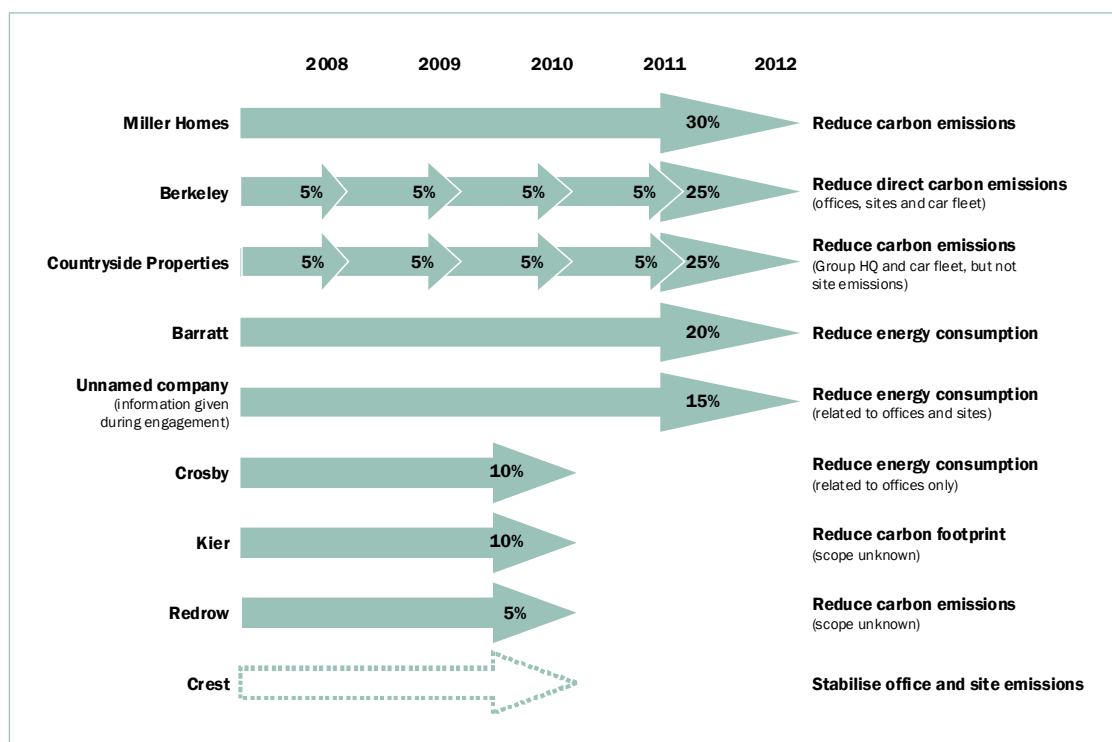 2008 2009 2010 2011 2012
Miller Homes 30% Reduce carbon emissions
Berkeley 5% 5% 5% 5% 25% Reduce direct carbon emissions
(offices, sites and car fleet)
Countryside Properties 5% 5% 5% 5% 25% Reduce carbon emissions
(Group HQ and car fleet, but not
site emissions)
Barratt 20% Reduce energy consumption
Unnamed company
(information given
during engagement)
15% Reduce energy consumption
(related to offices and sites)
Crosby 10% Reduce energy consumption
(related to offices only)
Kier 10% Reduce carbon footprint
(scope unknown)
Redrow 5% Reduce carbon emissions
(scope unknown)
Crest Stabilise office and site emissions